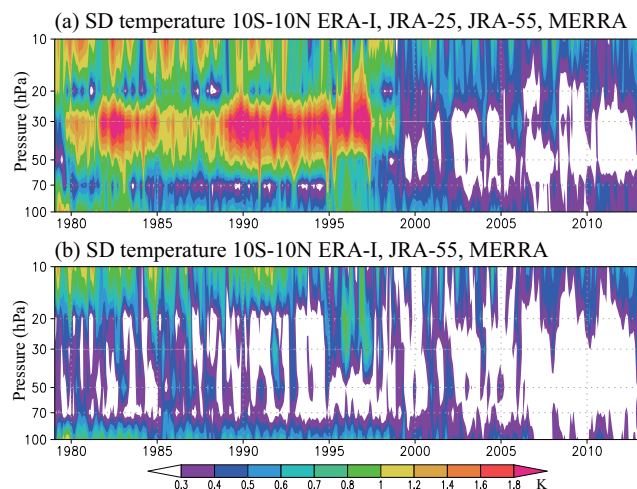 (a) SD temperature 10S-10N ERA-I, JRA-25, JRA-55, MERRA
Pressure (hPa)
10
20
30
50
70
100
1980 1985 1990 1995 2000 2005 2010
(b) SD temperature 10S-10N ERA-I, JRA-55, MERRA
Pressure (hPa)
10
20
30
50
70
100
1980 1985 1990 1995 2000 2005 2010
0.3 0.4 0.5 0.6 0.7 0.8 1 1.2 1.4 1.6 1.8 K